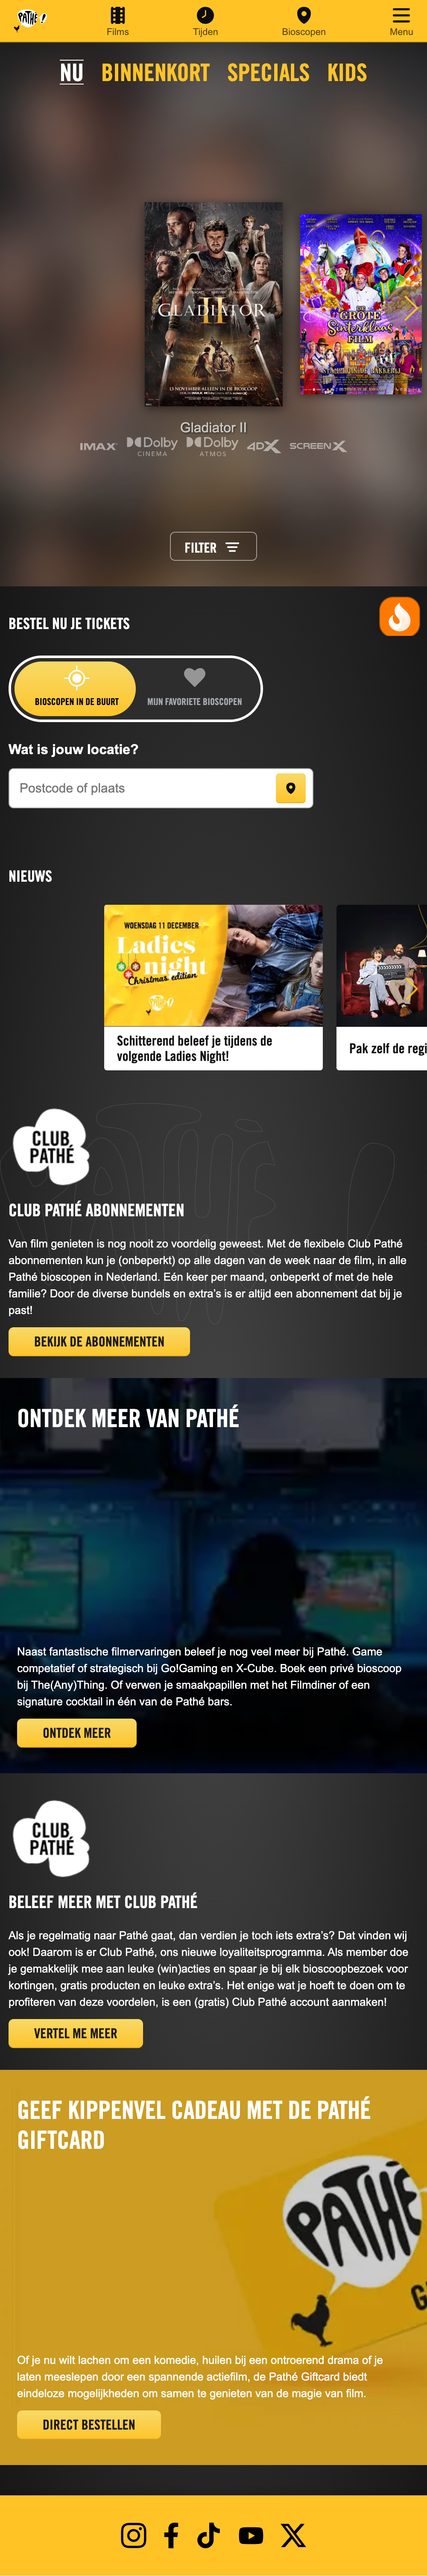 PATHÉ!
Films
Tijden
Bioscopen
Menu
NU BINNENKORT SPECIALS KIDS
GLADIATOR
II
13 NOVEMBER ALLEEN IN DE BIOSCOOP
DE GROTE
Sinterklaas
FILM
Gladiator II
IMAX
Dolby
CINEMA
Dolby
ATMOS
4DX
SCREENX
FILTER
BESTEL NU JE TICKETS
BIOSCOPEN IN DE BUURT
MIJN FAVORIETE BIOSCOPEN
Wat is jouw locatie?
Postcode of plaats
NIEUWS
WOENSDAG 11 DECEMBER
Ladies
night
Christmas edition
Schitterend beleef je tijdens de
volgende Ladies Night!
Pak zelf de regi
CLUB
PATHÉ
CLUB PATHÉ ABONNEMENTEN
Van film genieten is nog nooit zo voordelig geweest. Met de flexibele Club Pathé
abonnementen kun je (onbeperkt) op alle dagen van de week naar de film, in alle
Pathé bioscopen in Nederland. Eén keer per maand, onbeperkt of met de hele
familie? Door de diverse bundels en extra's is er altijd een abonnement dat bij je
past!
BEKIJK DE ABONNEMENTEN
ONTDEK MEER VAN PATHÉ
Naast fantastische filmervaringen beleef je nog veel meer bij Pathé. Game
competatief of strategisch bij Go!Gaming en X-Cube. Boek een privé bioscoop
bij The(Any)Thing. Of verwen je smaakpapillen met het Filmdiner of een
signature cocktail in één van de Pathé bars.
ONTDEK MEER
CLUB
PATHÉ
BELEEF MEER MET CLUB PATHÉ
Als je regelmatig naar Pathé gaat, dan verdien je toch iets extra's? Dat vinden wij
ook! Daarom is er Club Pathé, ons nieuwe loyaliteitsprogramma. Als member doe
je gemakkelijk mee aan leuke (win)acties en spaar je bij elk bioscoopbezoek voor
kortingen, gratis producten en leuke extra's. Het enige wat je hoeft te doen om te
profiteren van deze voordelen, is een (gratis) Club Pathé account aanmaken!
VERTEL ME MEER
GEEF KIPPENVEL CADEAU MET DE PATHÉ
GIFTCARD
PATHÉ
Of je nu wilt lachen om een komedie, huilen bij een ontroerend drama of je
laten meeslepen door een spannende actiefilm, de Pathé Giftcard biedt
eindeloze mogelijkheden om samen te genieten van de magie van film.
DIRECT BESTELLEN